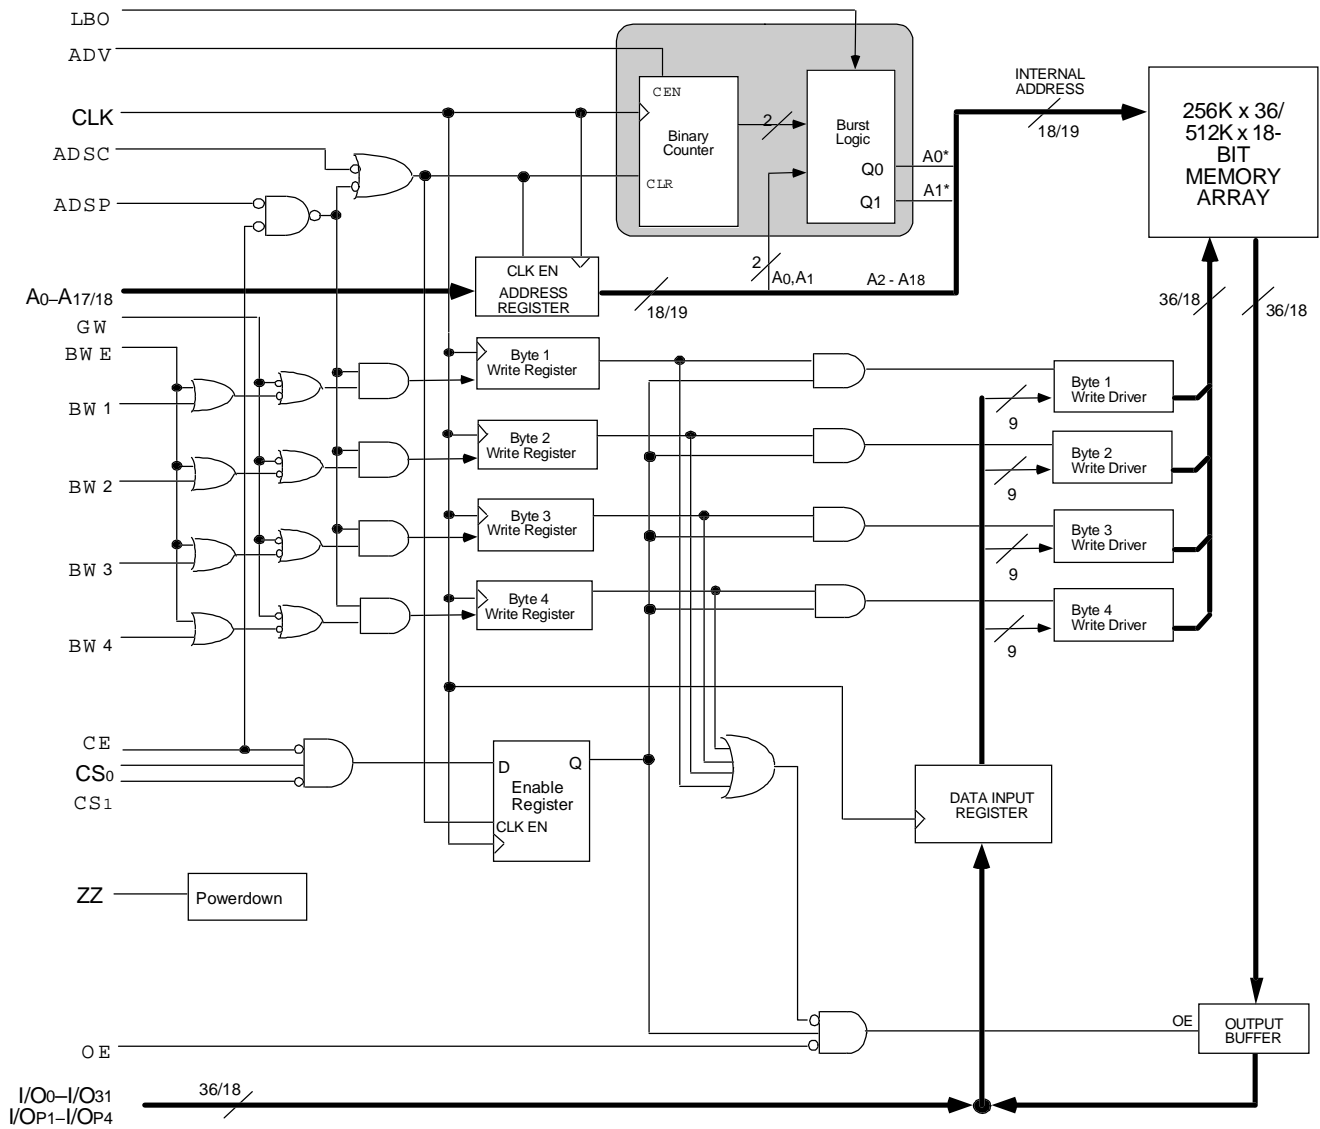 LBO
ADV
CLK
ADSC
ADSP
A0–A17/18
GW
BWE
BW1
BW2
BW3
BW4
CE
CS0
CS1
ZZ
Powerdown
OE
I/O0–I/O31
I/OP1–I/OP4
36/18
CEN
Binary
Counter
CLR
2
Burst
Logic
Q0
Q1
A0*
A1*
2
A0,A1
A2 - A18
INTERNAL
ADDRESS
18/19
256K x 36/
512K x 18-
BIT
MEMORY
ARRAY
CLK EN
ADDRESS
REGISTER
18/19
36/18
36/18
Byte 1
Write Register
Byte 2
Write Register
Byte 3
Write Register
Byte 4
Write Register
9
Byte 1
Write Driver
9
Byte 2
Write Driver
9
Byte 3
Write Driver
9
Byte 4
Write Driver
D
Q
Enable
Register
CLK EN
DATA INPUT
REGISTER
OE
OUTPUT
BUFFER